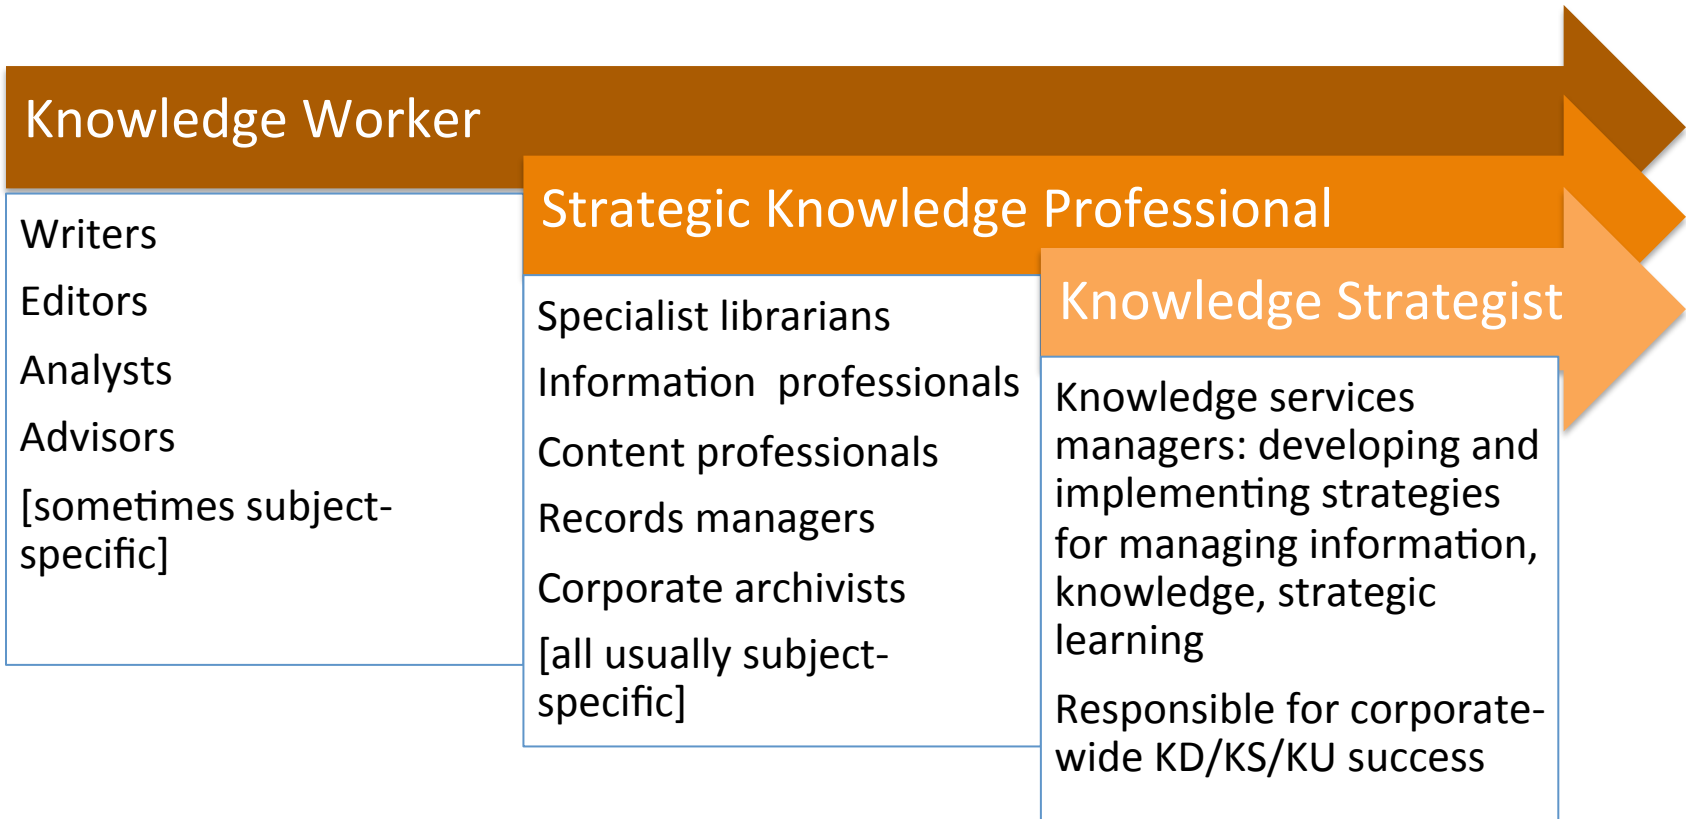 Knowledge Worker
Writers
Editors
Analysts
Advisors
[sometimes subject-
specific]
Strategic Knowledge Professional
Specialist librarians
Information  professionals
Content professionals
Records managers
Corporate archivists
[all usually subject-
specific]
Knowledge Strategist
Knowledge services
managers: developing and
implementing strategies
for managing information,
knowledge, strategic
learning
Responsible for corporate-
wide KD/KS/KU success